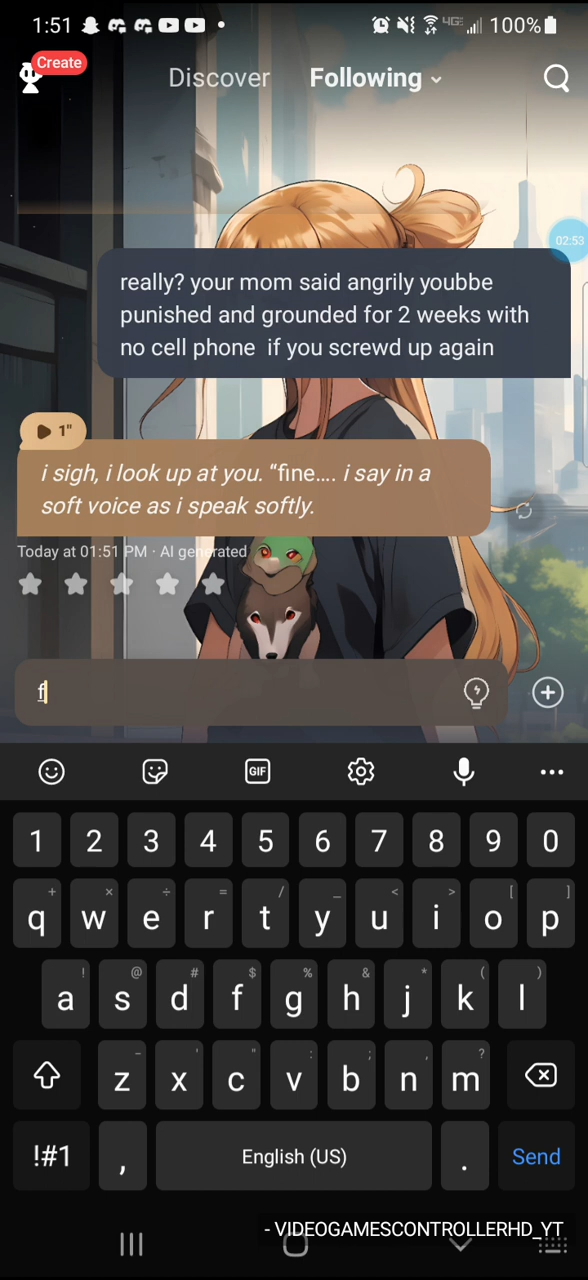 1:51
4GE
100%
Create
Discover
Following
02:53
really? your mom said angrily youbbe
punished and grounded for 2 weeks with
no cell phone  if you screwd up again
1"
i sigh, i look up at you. “fine.... i say in a
soft voice as i speak softly.
Today at 01:51 PM · AI generated
f
GIF
1 2 3 4 5 6 7 8 9 0
+ × ÷ = / _ < > [ ]
q w e r t y u i o p
! @ # $ % & * ( )
a s d f g h j k l
- ' " : ; , ?
z x c v b n m
!#1 , English (US) . Send
- VIDEOGAMESCONTROLLERHD_YT